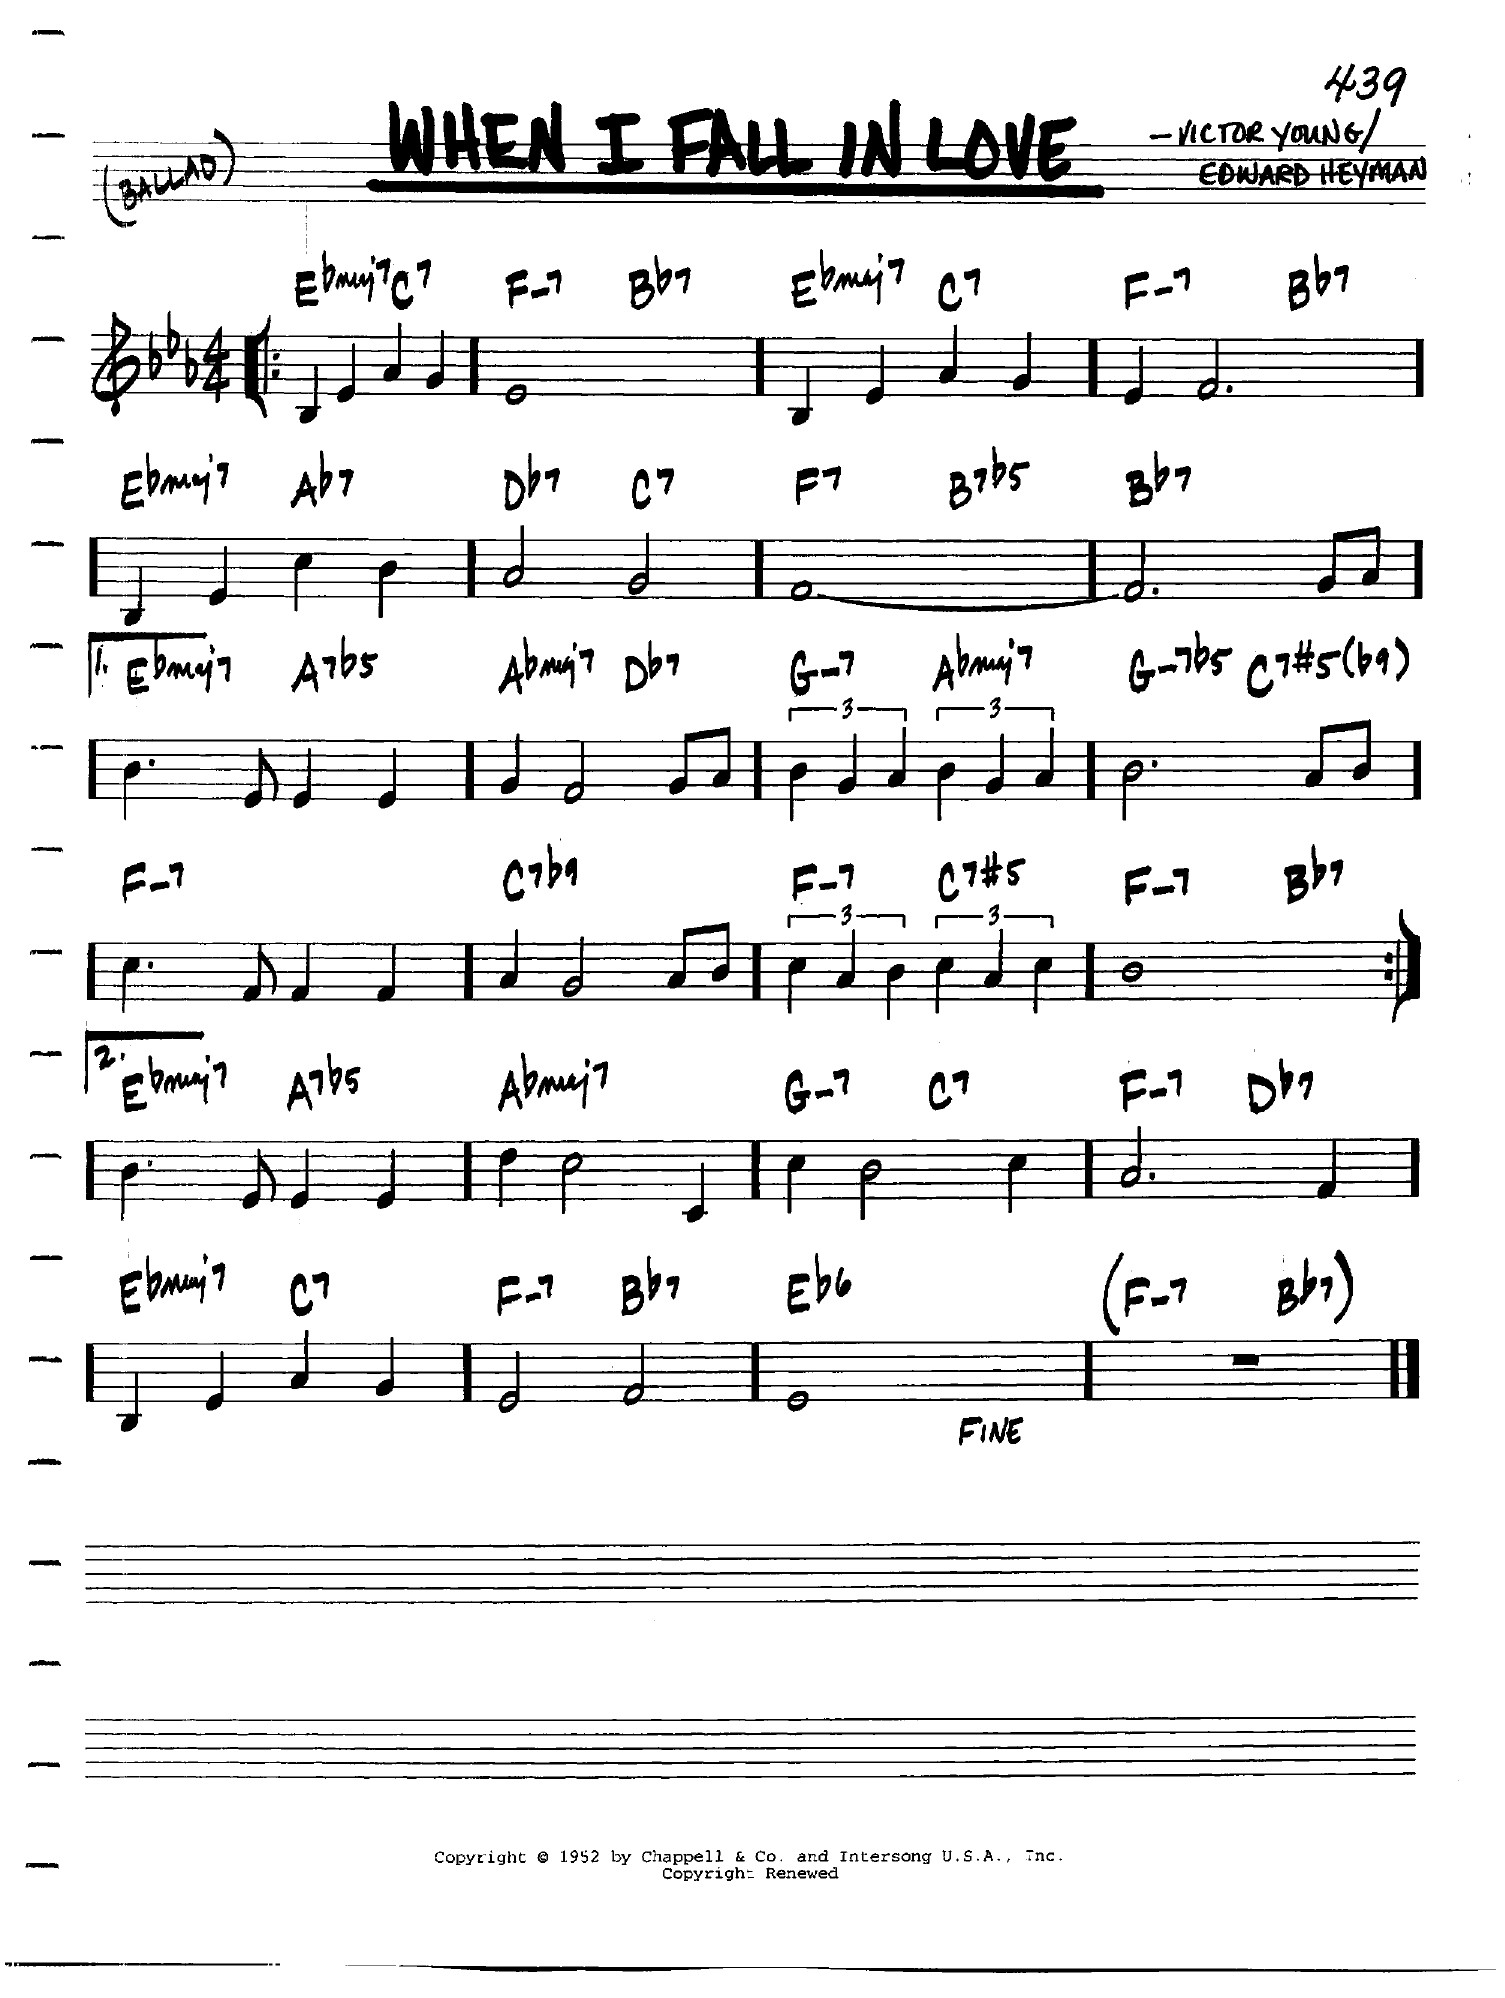 439
(BALLAD) WHEN I FALL IN LOVE —VICTOR YOUNG/
EDWARD HEYMAN
Ebmaj7 C7 F-7 Bb7 Ebmaj7 C7 F-7 Bb7
4/4
Ebmaj7 Ab7 Db7 C7 F7 B7b5 Bb7
1. Ebmaj7 A7b5 Abmaj7 Db7 G-7 Abmaj7 G-7b5 C7#5(b9)
3 3
F-7 C7b9 F-7 C7#5 F-7 Bb7
3 3
2. Ebmaj7 A7b5 Abmaj7 G-7 C7 F-7 Db7
Ebmaj7 C7 F-7 Bb7 Eb6 (F-7 Bb7)
FINE
Copyright © 1952 by Chappell & Co. and Intersong U.S.A., Inc.
Copyright Renewed